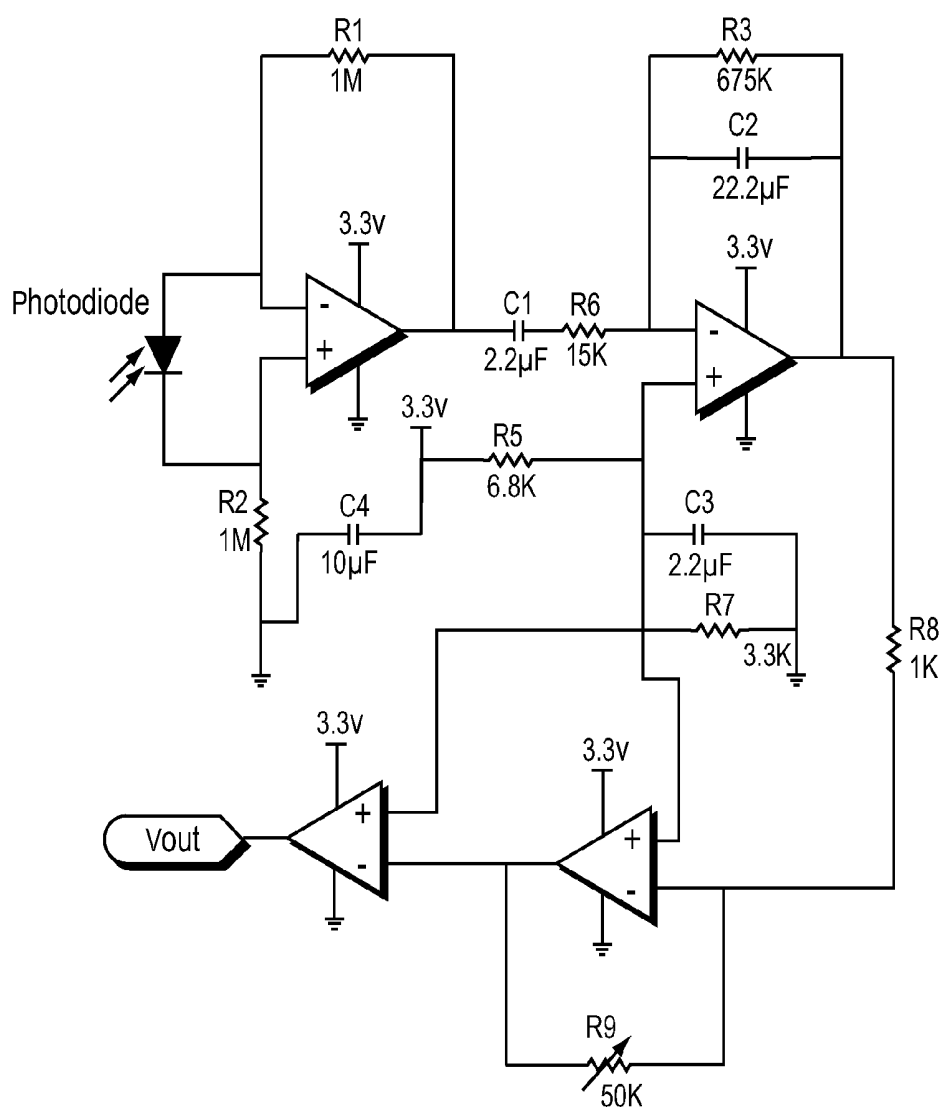 R1
1M
R3
675K
C2
22.2µF
3.3v
3.3v
Photodiode
-
+
C1
2.2µF
R6
15K
-
+
3.3v
R5
6.8K
R2
1M
C4
10µF
C3
2.2µF
R7
3.3K
R8
1K
3.3v
3.3v
+
-
Vout
+
-
R9
50K